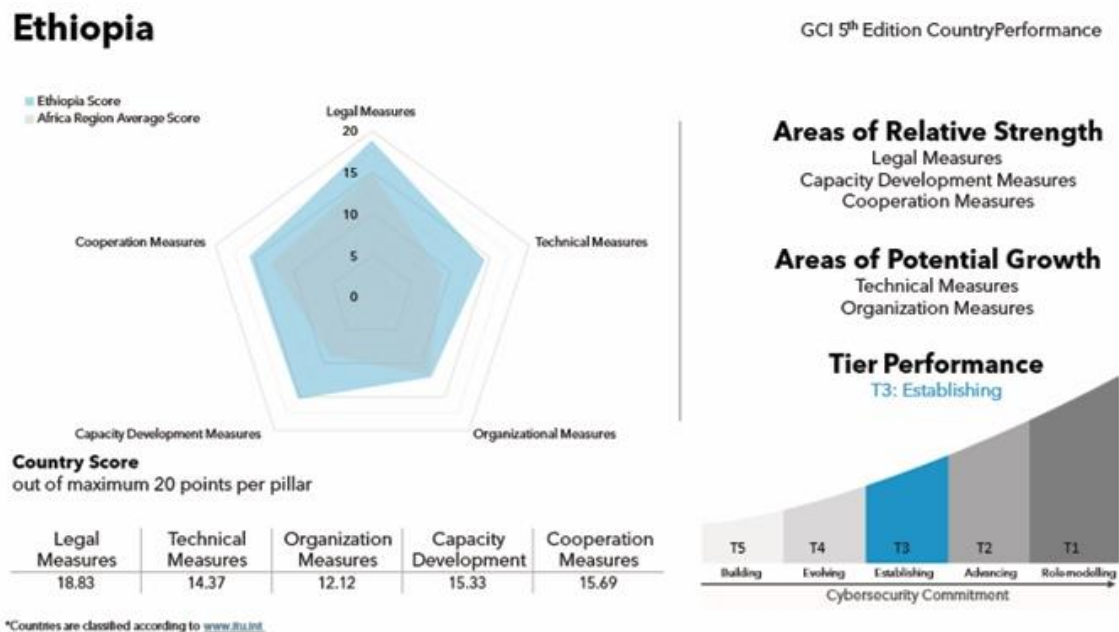 Ethiopia
GCI 5th Edition CountryPerformance
Ethiopia Score
Africa Region Average Score
Legal Measures
20
15
10
5
0
Cooperation Measures
Technical Measures
Capacity Development Measures
Organizational Measures
Areas of Relative Strength
Legal Measures
Capacity Development Measures
Cooperation Measures
Areas of Potential Growth
Technical Measures
Organization Measures
Tier Performance
T3: Establishing
Country Score
out of maximum 20 points per pillar
Legal Measures
Technical Measures
Organization Measures
Capacity Development
Cooperation Measures
18.83
14.37
12.12
15.33
15.69
T5
T4
T3
T2
T1
Building
Evolving
Establishing
Advancing
Role modelling
Cybersecurity Commitment
*Countries are classified according to www.itu.int